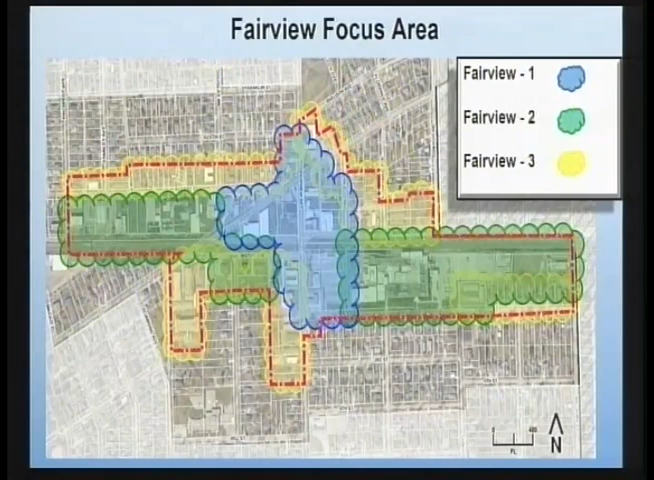 Fairview Focus Area
Fairview - 1
Fairview - 2
Fairview - 3
N